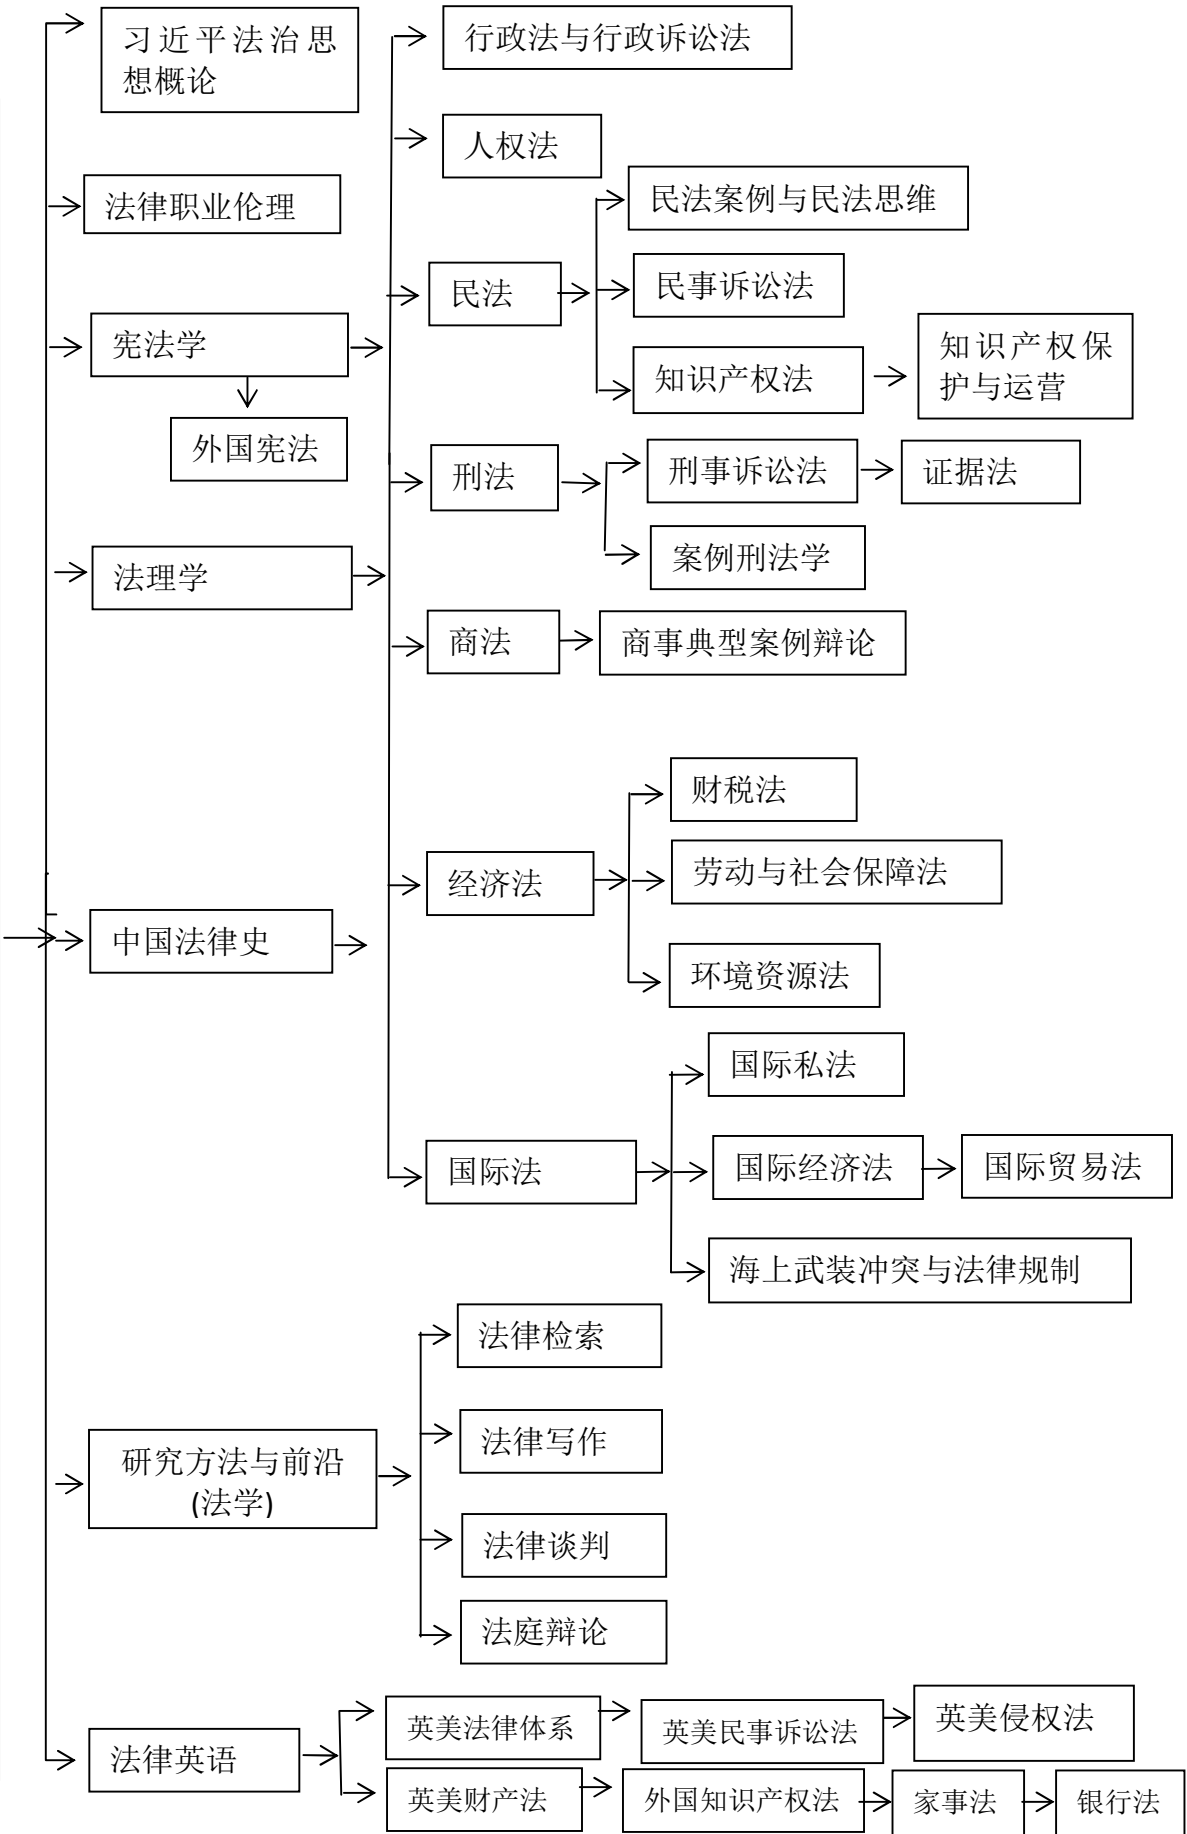 习近平法治思
想概论
行政法与行政诉讼法
人权法
法律职业伦理
民法案例与民法思维
民法
民事诉讼法
宪法学
知识产权法
知识产权保
护与运营
外国宪法
刑法
刑事诉讼法
证据法
案例刑法学
法理学
商法
商事典型案例辩论
财税法
经济法
劳动与社会保障法
中国法律史
环境资源法
国际私法
国际法
国际经济法
国际贸易法
海上武装冲突与法律规制
法律检索
法律写作
研究方法与前沿
(法学)
法律谈判
法庭辩论
法律英语
英美法律体系
英美民事诉讼法
英美侵权法
英美财产法
外国知识产权法
家事法
银行法